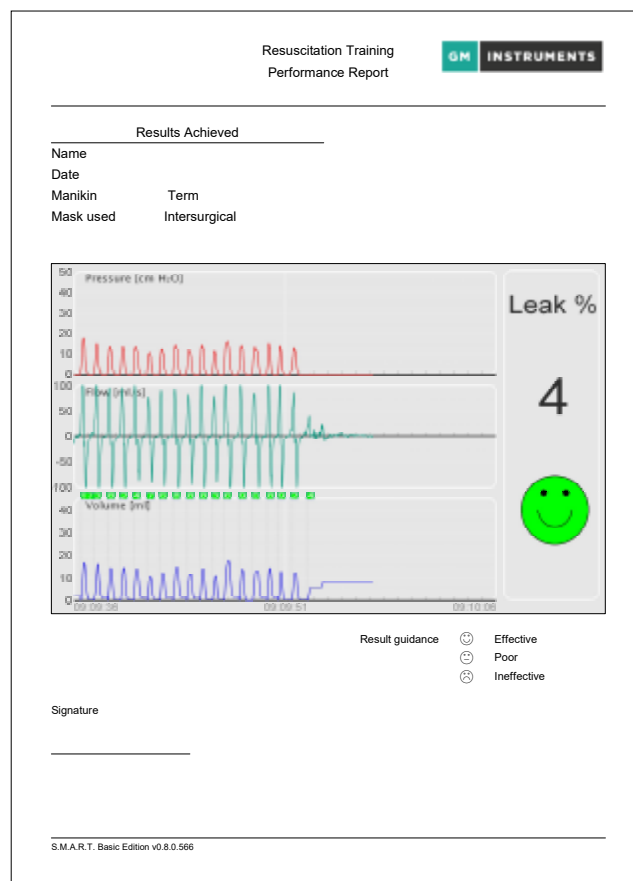 Resuscitation Training
Performance Report
GM INSTRUMENTS
Results Achieved
Name
Date
Manikin Term
Mask used Intersurgical
Pressure [cm H₂O]
50
40
30
20
10
0
Leak %
4
Flow [ml/s]
100
50
0
-50
-100
Volume [ml]
40
30
20
10
0
09:09:36
09:09:51
09:10:06
Result guidance Effective
Poor
Ineffective
Signature
S.M.A.R.T. Basic Edition v0.8.0.566